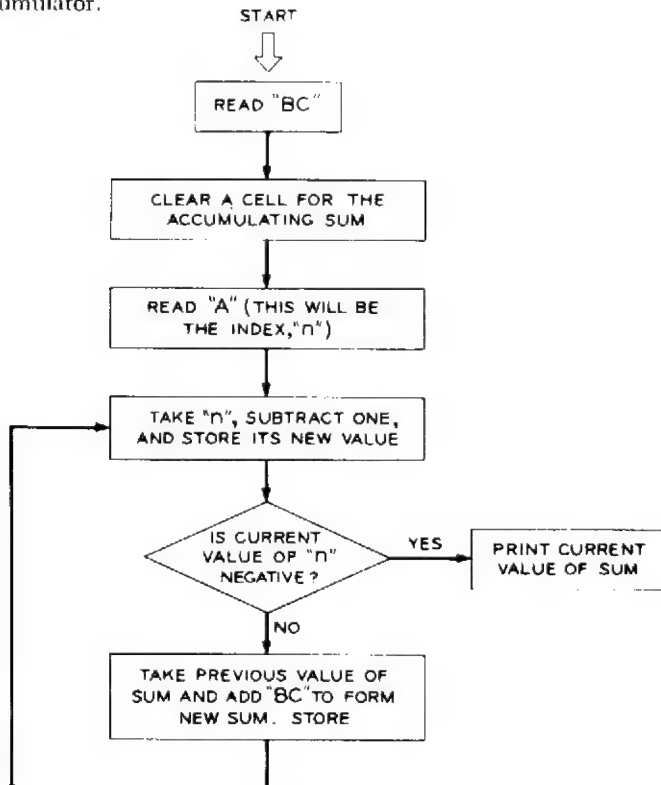 umulator.
START
READ "BC"
CLEAR A CELL FOR THE
ACCUMULATING SUM
READ "A" (THIS WILL BE
THE INDEX, "n")
TAKE "n", SUBTRACT ONE,
AND STORE ITS NEW VALUE
IS CURRENT
VALUE OF "n"
NEGATIVE?
YES
PRINT CURRENT
VALUE OF SUM
NO
TAKE PREVIOUS VALUE OF
SUM AND ADD "BC" TO FORM
NEW SUM. STORE